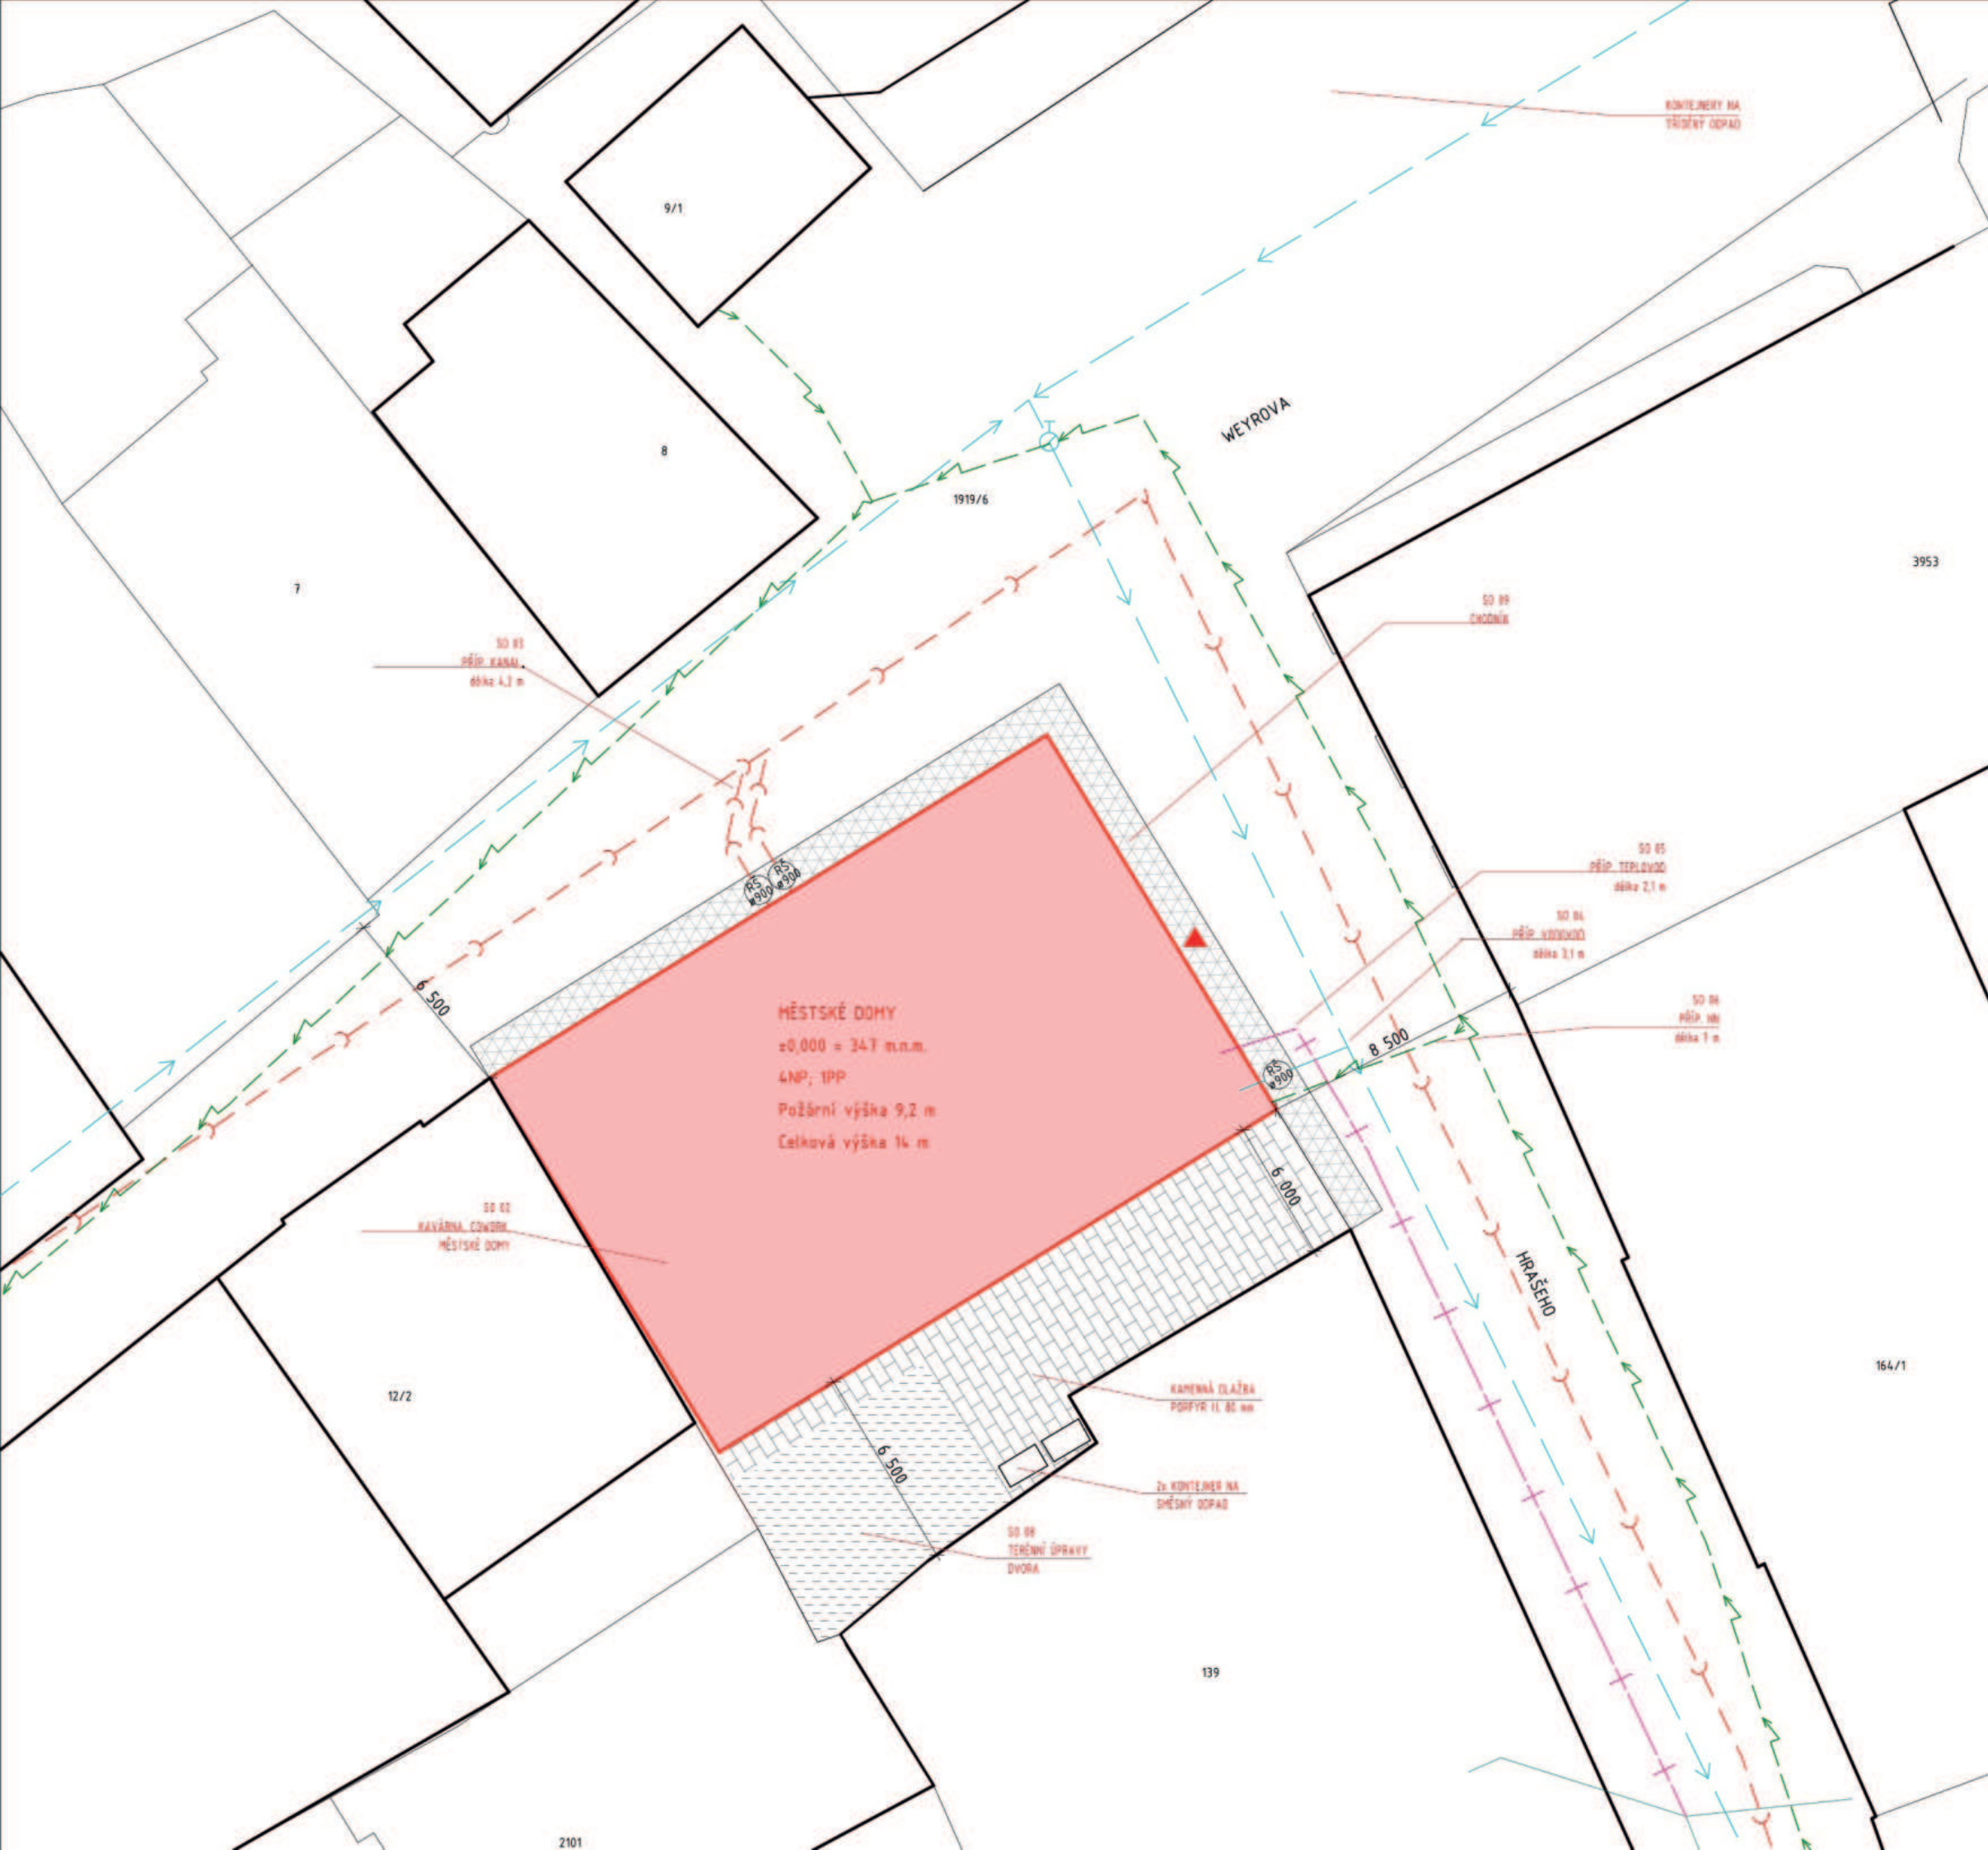 KONTEJNERY NA
TŘÍDĚNÝ ODPAD
9/1
WEYROVA
8
1919/6
3953
7
SO 09
CHODNÍK
SO 03
PŘÍP. KANAL.
délka 4,2 m
SO 05
PŘÍP. TEPLOVOD
délka 2,1 m
RŠ
ø900
RŠ
ø900
SO 04
PŘÍP. VODOVOD
délka 3,1 m
6 500
MĚSTSKÉ DOMY
±0,000 = 347 m.n.m.
4NP, 1PP
Požární výška 9,2 m
Celková výška 14 m
SO 06
PŘÍP. NN
délka 7 m
8 500
RŠ
ø900
6 000
SO 02
KAVÁRNA, COWORK,
MĚSTSKÉ DOMY
HRAŠEHO
164/1
12/2
KAMENNÁ DLAŽBA
PORFYR tl. 80 mm
6 500
2x KONTEJNER NA
SMĚSNÝ ODPAD
SO 08
TERÉNNÍ ÚPRAVY
DVORA
139
2101